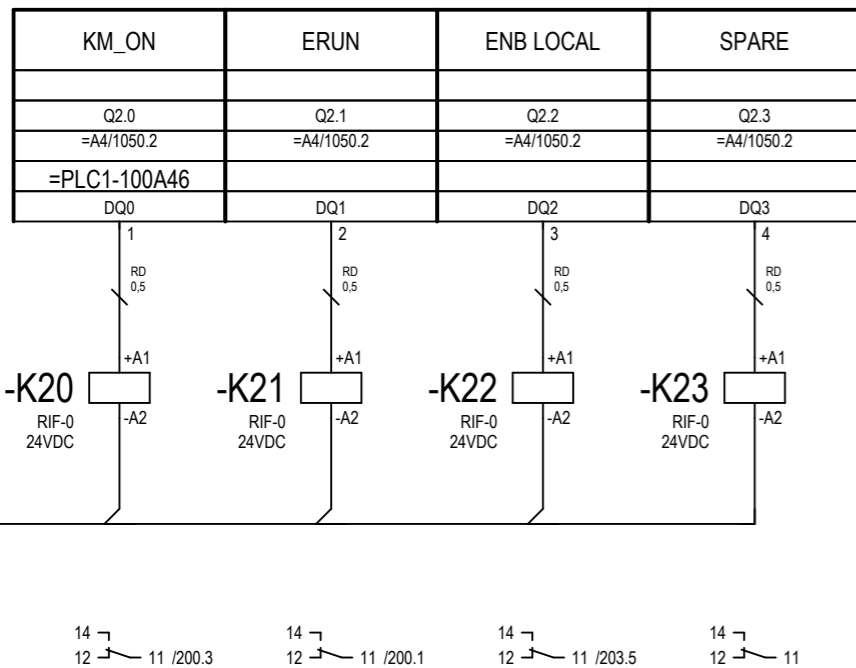 KM_ON ERUN ENB LOCAL SPARE
Q2.0 Q2.1 Q2.2 Q2.3
=A4/1050.2 =A4/1050.2 =A4/1050.2 =A4/1050.2
=PLC1-100A46
DQ0 DQ1 DQ2 DQ3
1 2 3 4
RD RD RD RD
0,5 0,5 0,5 0,5
+A1 +A1 +A1 +A1
-K20 -K21 -K22 -K23
RIF-0 -A2 RIF-0 -A2 RIF-0 -A2 RIF-0 -A2
24VDC 24VDC 24VDC 24VDC
14 14 14 14
12 11 /200.3 12 11 /200.1 12 11 /203.5 12 11